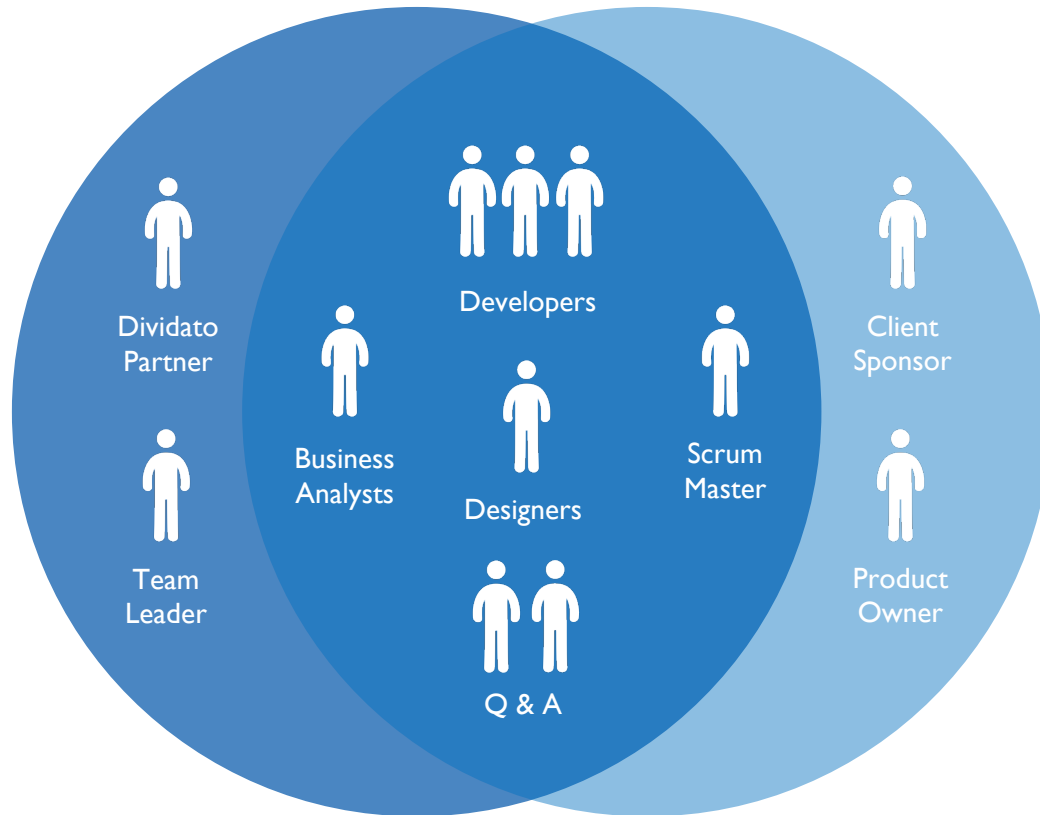 Developers
Dividato
Partner
Client
Sponsor
Business
Analysts
Scrum
Master
Designers
Team
Leader
Product
Owner
Q & A